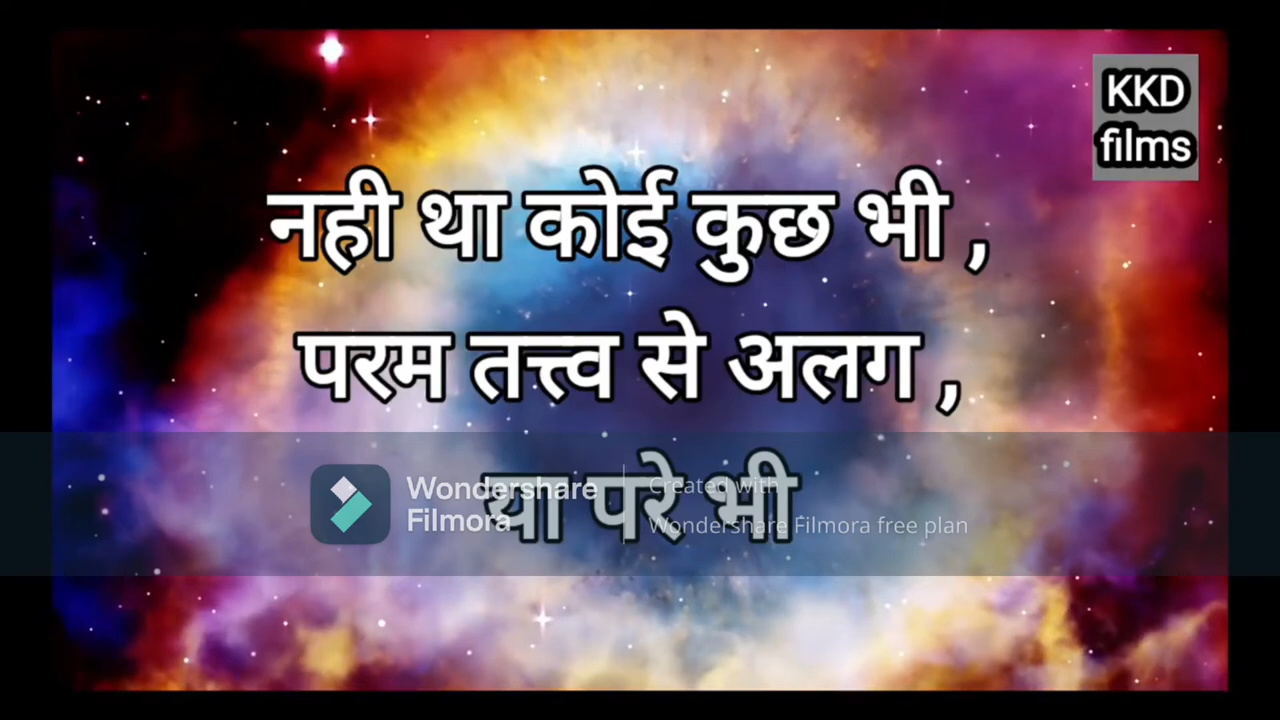 KKD
films
नही था कोई कुछ भी ,
परम तत्त्व से अलग ,
था परे भी
Wondershare
Filmora
Created with
Wondershare Filmora free plan